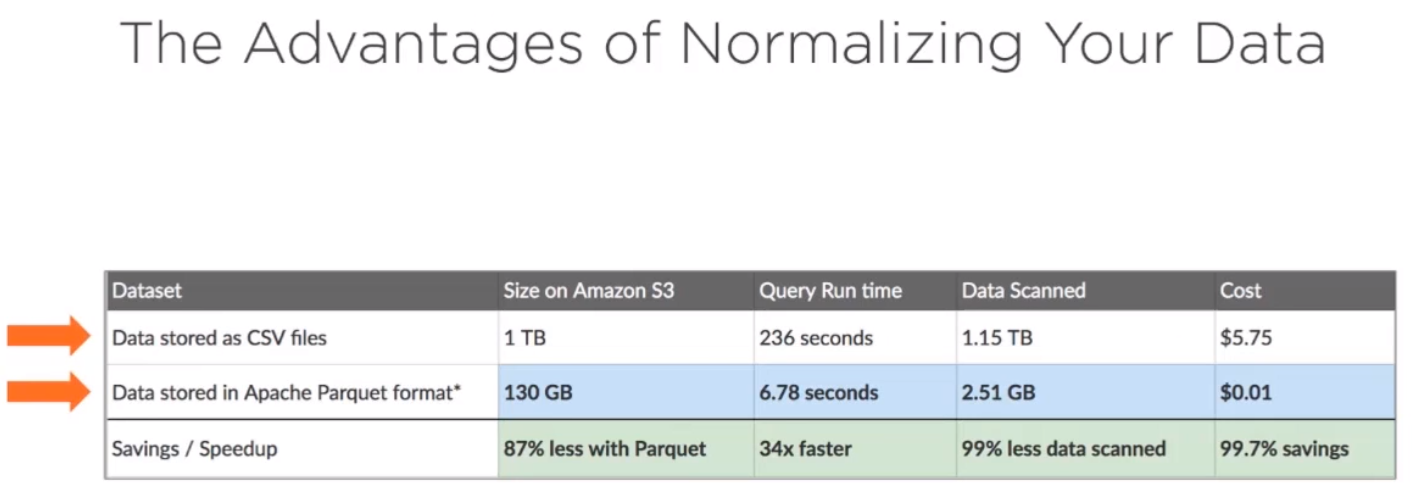 The Advantages of Normalizing Your Data
Dataset Size on Amazon S3 Query Run time Data Scanned Cost
Data stored as CSV files 1 TB 236 seconds 1.15 TB $5.75
Data stored in Apache Parquet format* 130 GB 6.78 seconds 2.51 GB $0.01
Savings / Speedup 87% less with Parquet 34x faster 99% less data scanned 99.7% savings